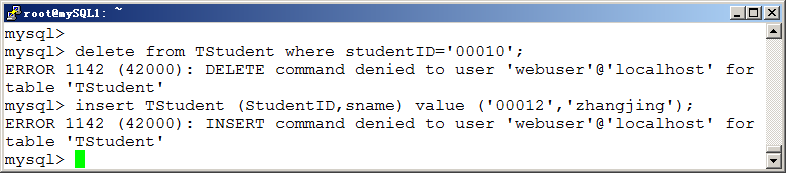 root@mySQL1: ~
mysql>
mysql> delete from TStudent where studentID='00010';
ERROR 1142 (42000): DELETE command denied to user 'webuser'@'localhost' for
table 'TStudent'
mysql> insert TStudent (StudentID,sname) value ('00012','zhangjing');
ERROR 1142 (42000): INSERT command denied to user 'webuser'@'localhost' for
table 'TStudent'
mysql>